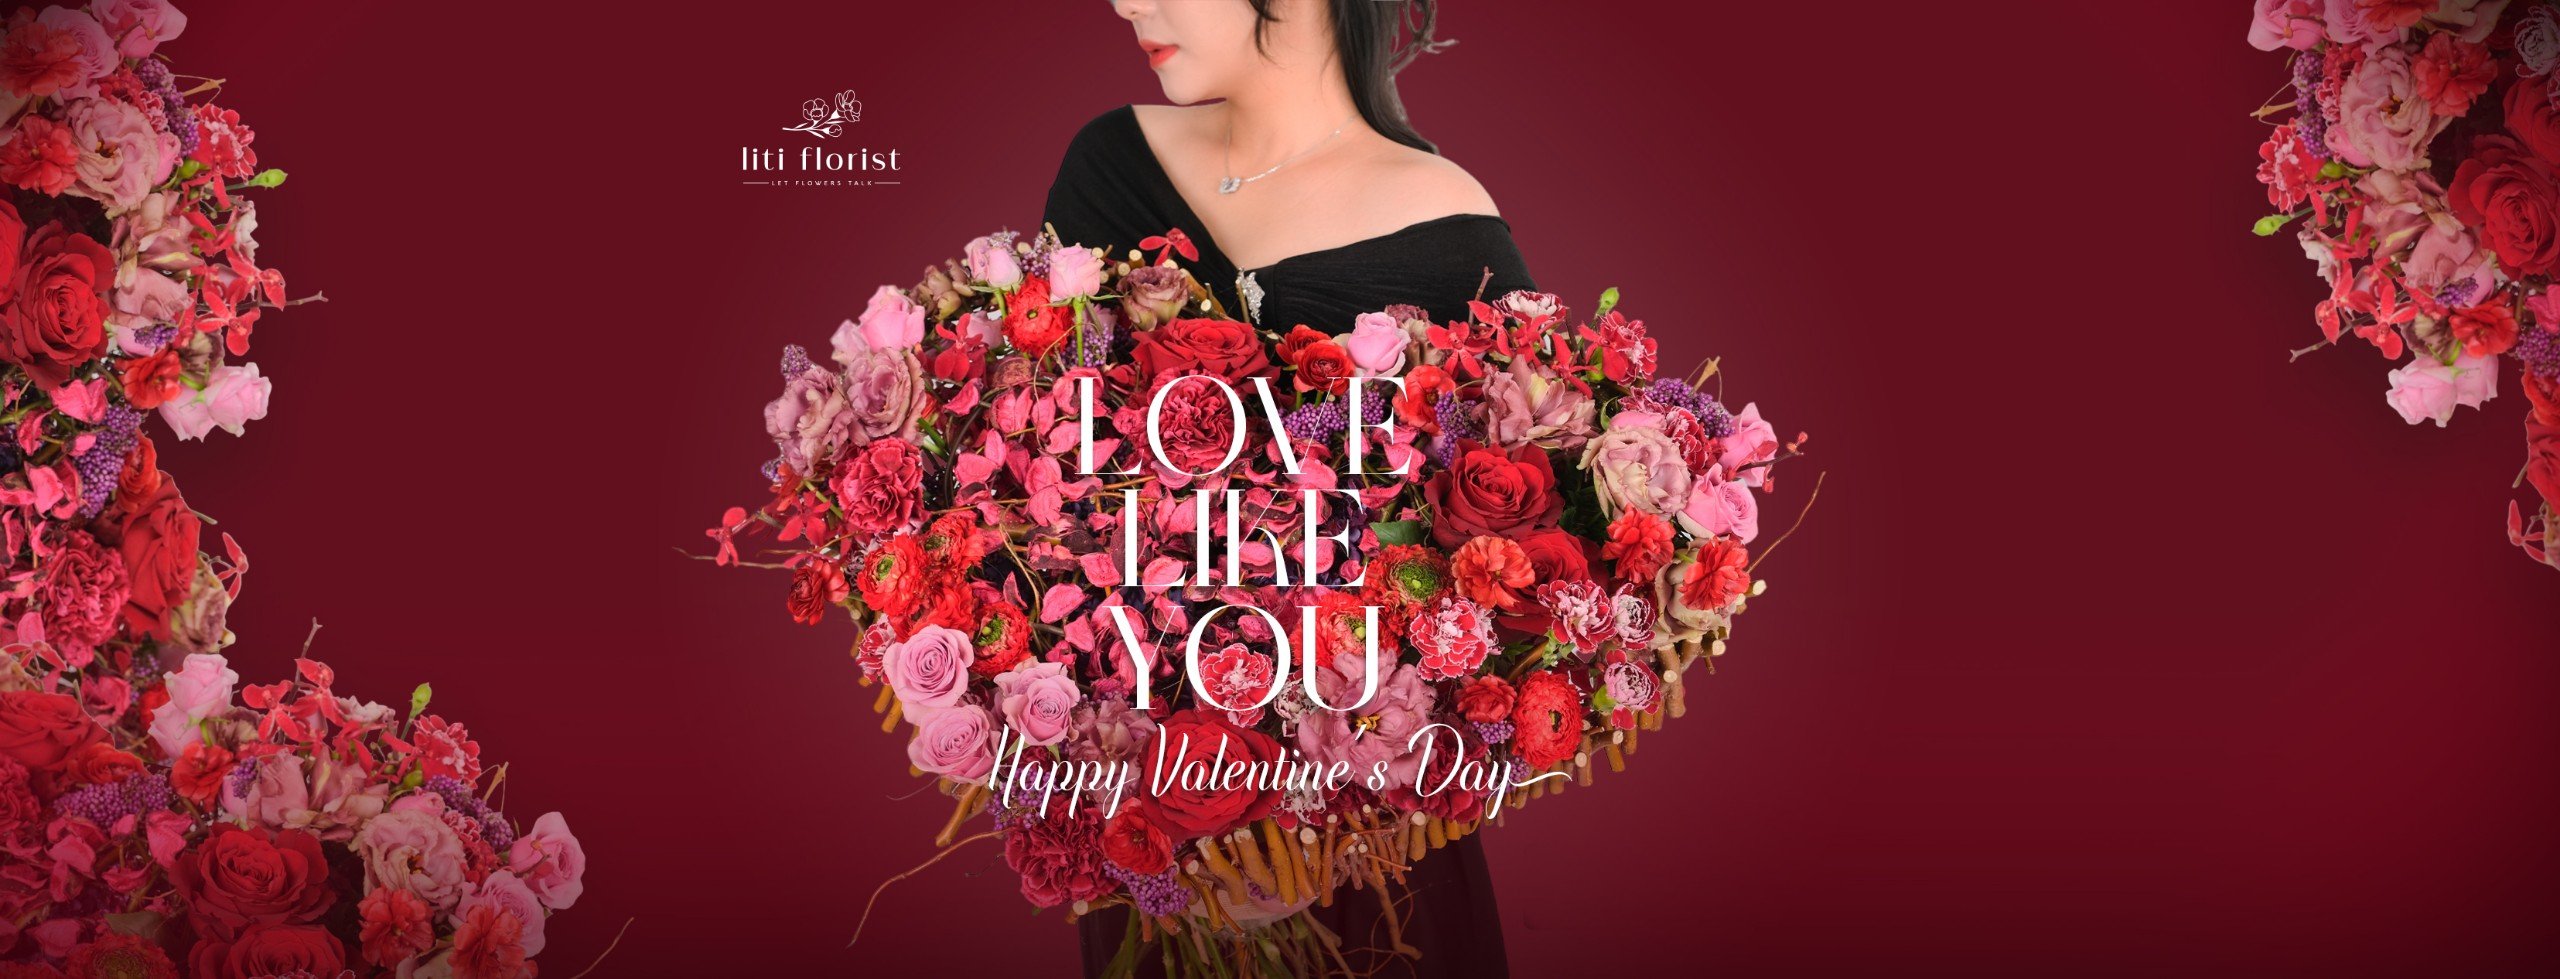 liti florist
LET FLOWERS TALK
LOVE
LIKE
YOU
Happy Valentine's Day